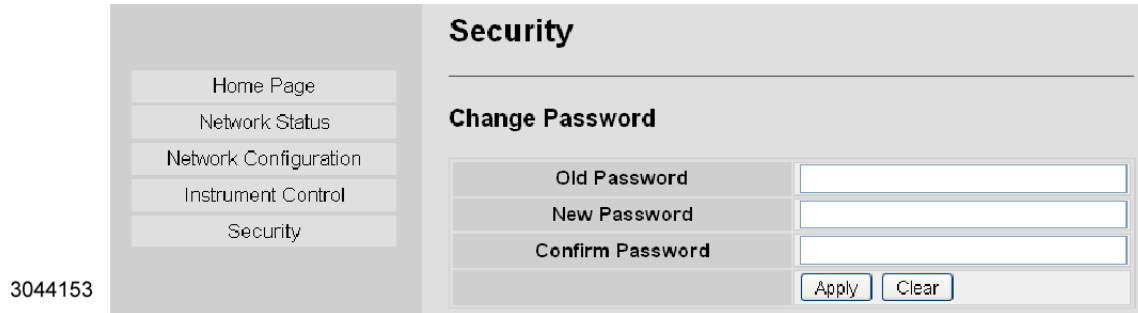 Security
Home Page
Network Status
Network Configuration
Instrument Control
Security
Change Password
Old Password
New Password
Confirm Password
Apply Clear
3044153